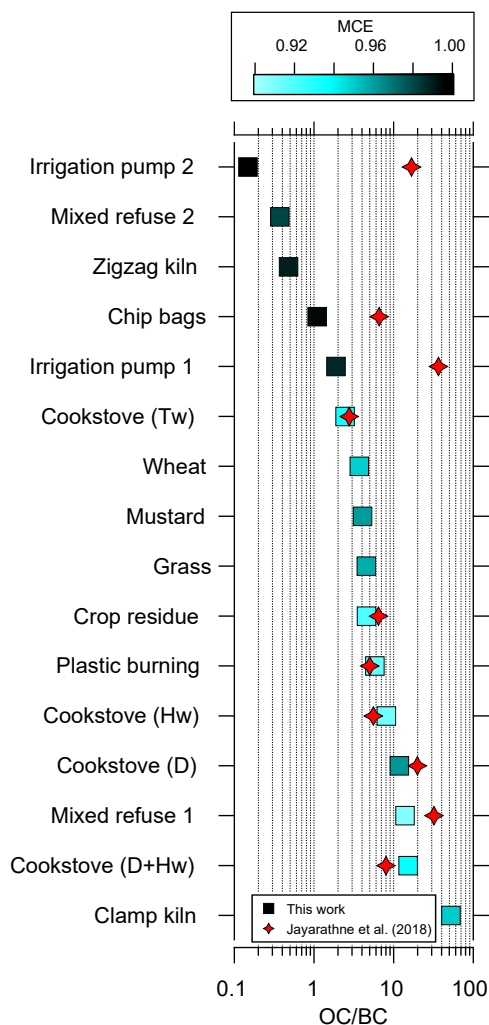 MCE
0.92 0.96 1.00
Irrigation pump 2
Mixed refuse 2
Zigzag kiln
Chip bags
Irrigation pump 1
Cookstove (Tw)
Wheat
Mustard
Grass
Crop residue
Plastic burning
Cookstove (Hw)
Cookstove (D)
Mixed refuse 1
Cookstove (D+Hw)
Clamp kiln
This work
Jayarathne et al. (2018)
0.1 1 10 100
OC/BC